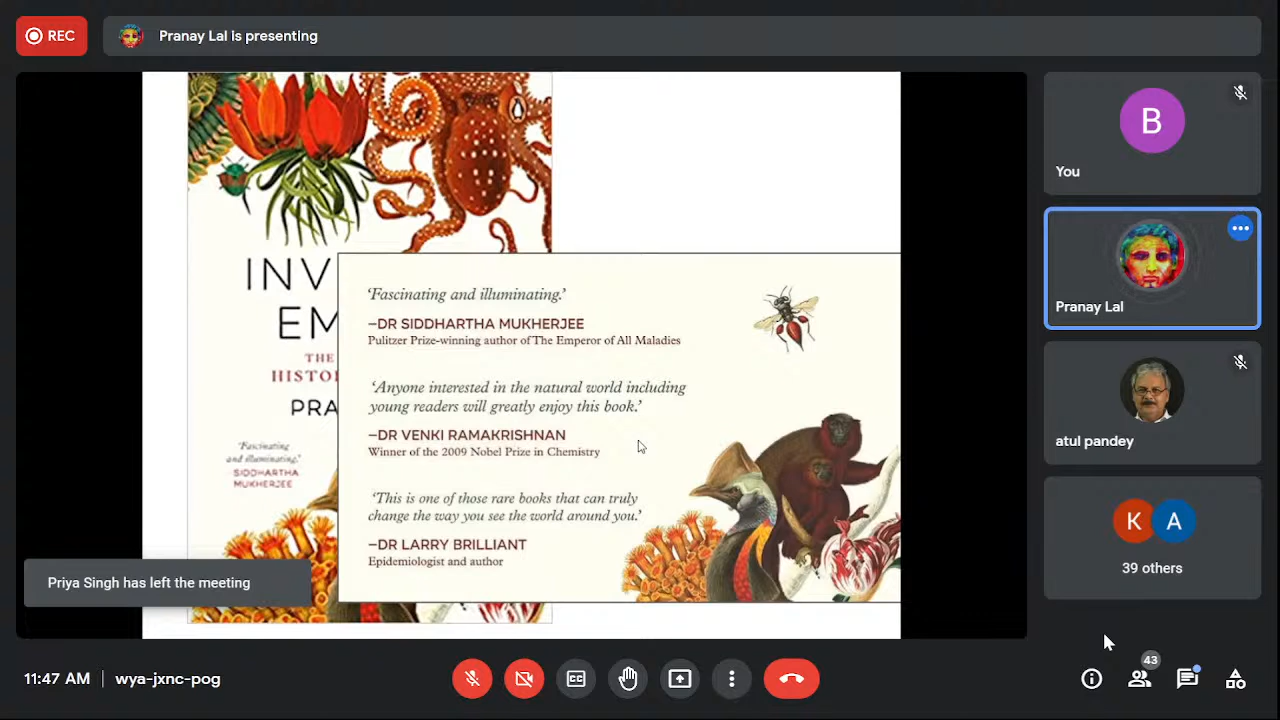 REC
Pranay Lal is presenting
INV
EM
THE
HISTO
PRA
'Fascinating
and illuminating.'
—SIDDHARTHA
MUKHERJEE
'Fascinating and illuminating.'
—DR SIDDHARTHA MUKHERJEE
Pulitzer Prize-winning author of The Emperor of All Maladies
'Anyone interested in the natural world including
young readers will greatly enjoy this book.'
—DR VENKI RAMAKRISHNAN
Winner of the 2009 Nobel Prize in Chemistry
'This is one of those rare books that can truly
change the way you see the world around you.'
—DR LARRY BRILLIANT
Epidemiologist and author
Priya Singh has left the meeting
B
You
Pranay Lal
atul pandey
K A
39 others
11:47 AM | wya-jxnc-pog
CC
43